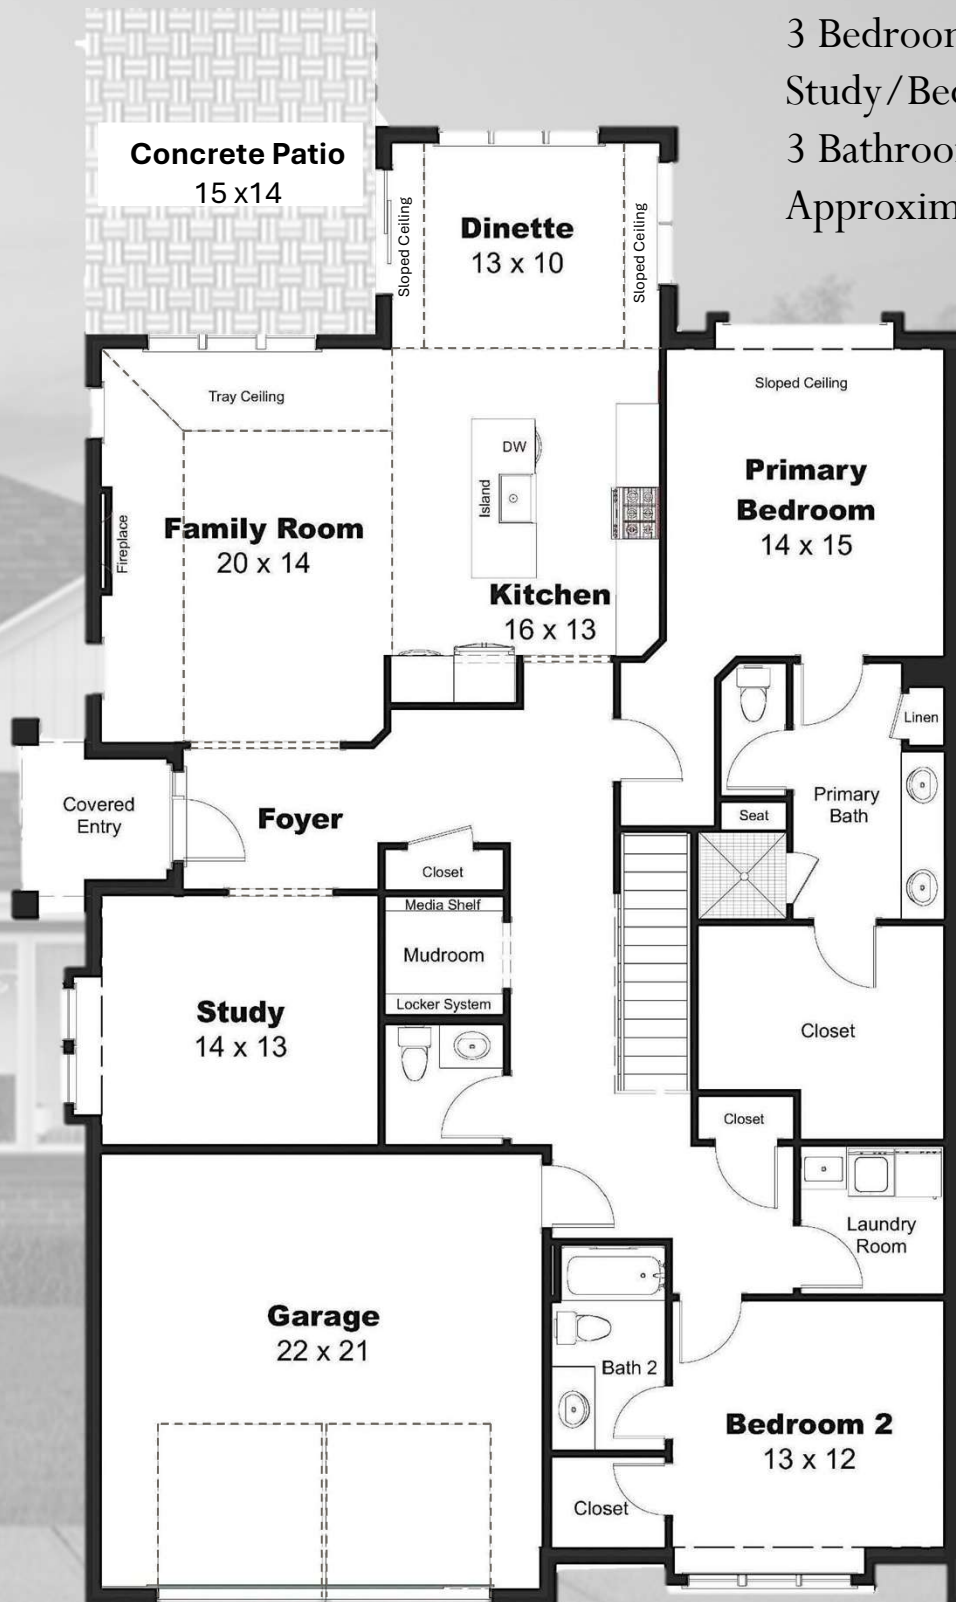 3 Bedroom
Study/Bed
3 Bathroom
Approxim
Concrete Patio
15 x14
Sloped Ceiling
Dinette
13 x 10
Sloped Ceiling
Tray Ceiling
Sloped Ceiling
DW
Island
Primary
Bedroom
14 x 15
Fireplace
Family Room
20 x 14
Kitchen
16 x 13
Linen
Covered
Entry
Foyer
Primary
Bath
Seat
Closet
Media Shelf
Mudroom
Locker System
Study
14 x 13
Closet
Closet
Laundry
Room
Garage
22 x 21
Bath 2
Bedroom 2
13 x 12
Closet